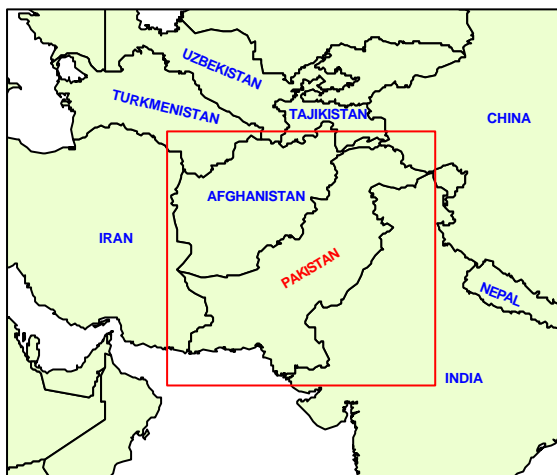 UZBEKISTAN
TURKMENISTAN
TAJIKISTAN
CHINA
AFGHANISTAN
IRAN
PAKISTAN
NEPAL
INDIA